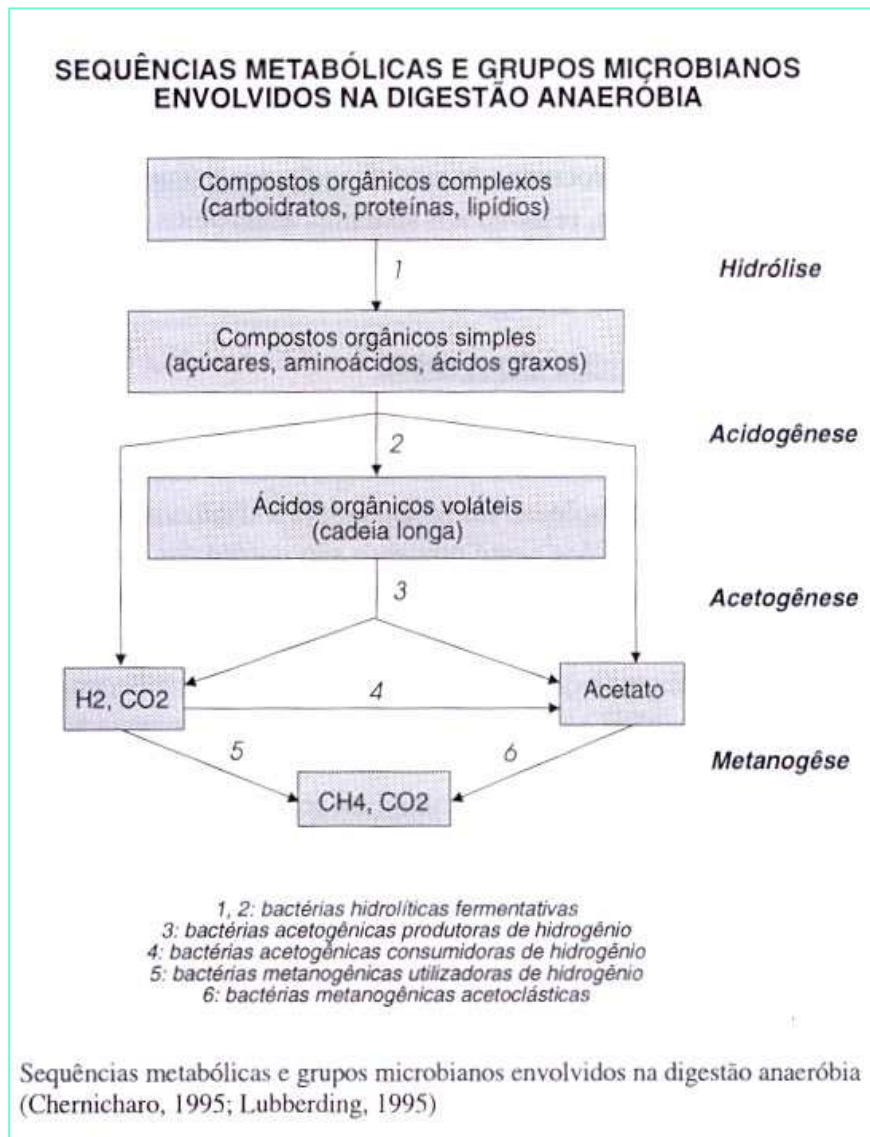 SEQUÊNCIAS METABÓLICAS E GRUPOS MICROBIANOS
ENVOLVIDOS NA DIGESTÃO ANAERÓBIA
Compostos orgânicos complexos
(carboidratos, proteínas, lipídios)
1
Hidrólise
Compostos orgânicos simples
(açúcares, aminoácidos, ácidos graxos)
2
Acidogênese
Ácidos orgânicos voláteis
(cadeia longa)
3
Acetogênese
H2, CO2
4
Acetato
5
6
Metanogêse
CH4, CO2
1, 2: bactérias hidrolíticas fermentativas
3: bactérias acetogênicas produtoras de hidrogênio
4: bactérias acetogênicas consumidoras de hidrogênio
5: bactérias metanogênicas utilizadoras de hidrogênio
6: bactérias metanogênicas acetoclásticas
Sequências metabólicas e grupos microbianos envolvidos na digestão anaeróbia
(Chernicharo, 1995; Lubberding, 1995)